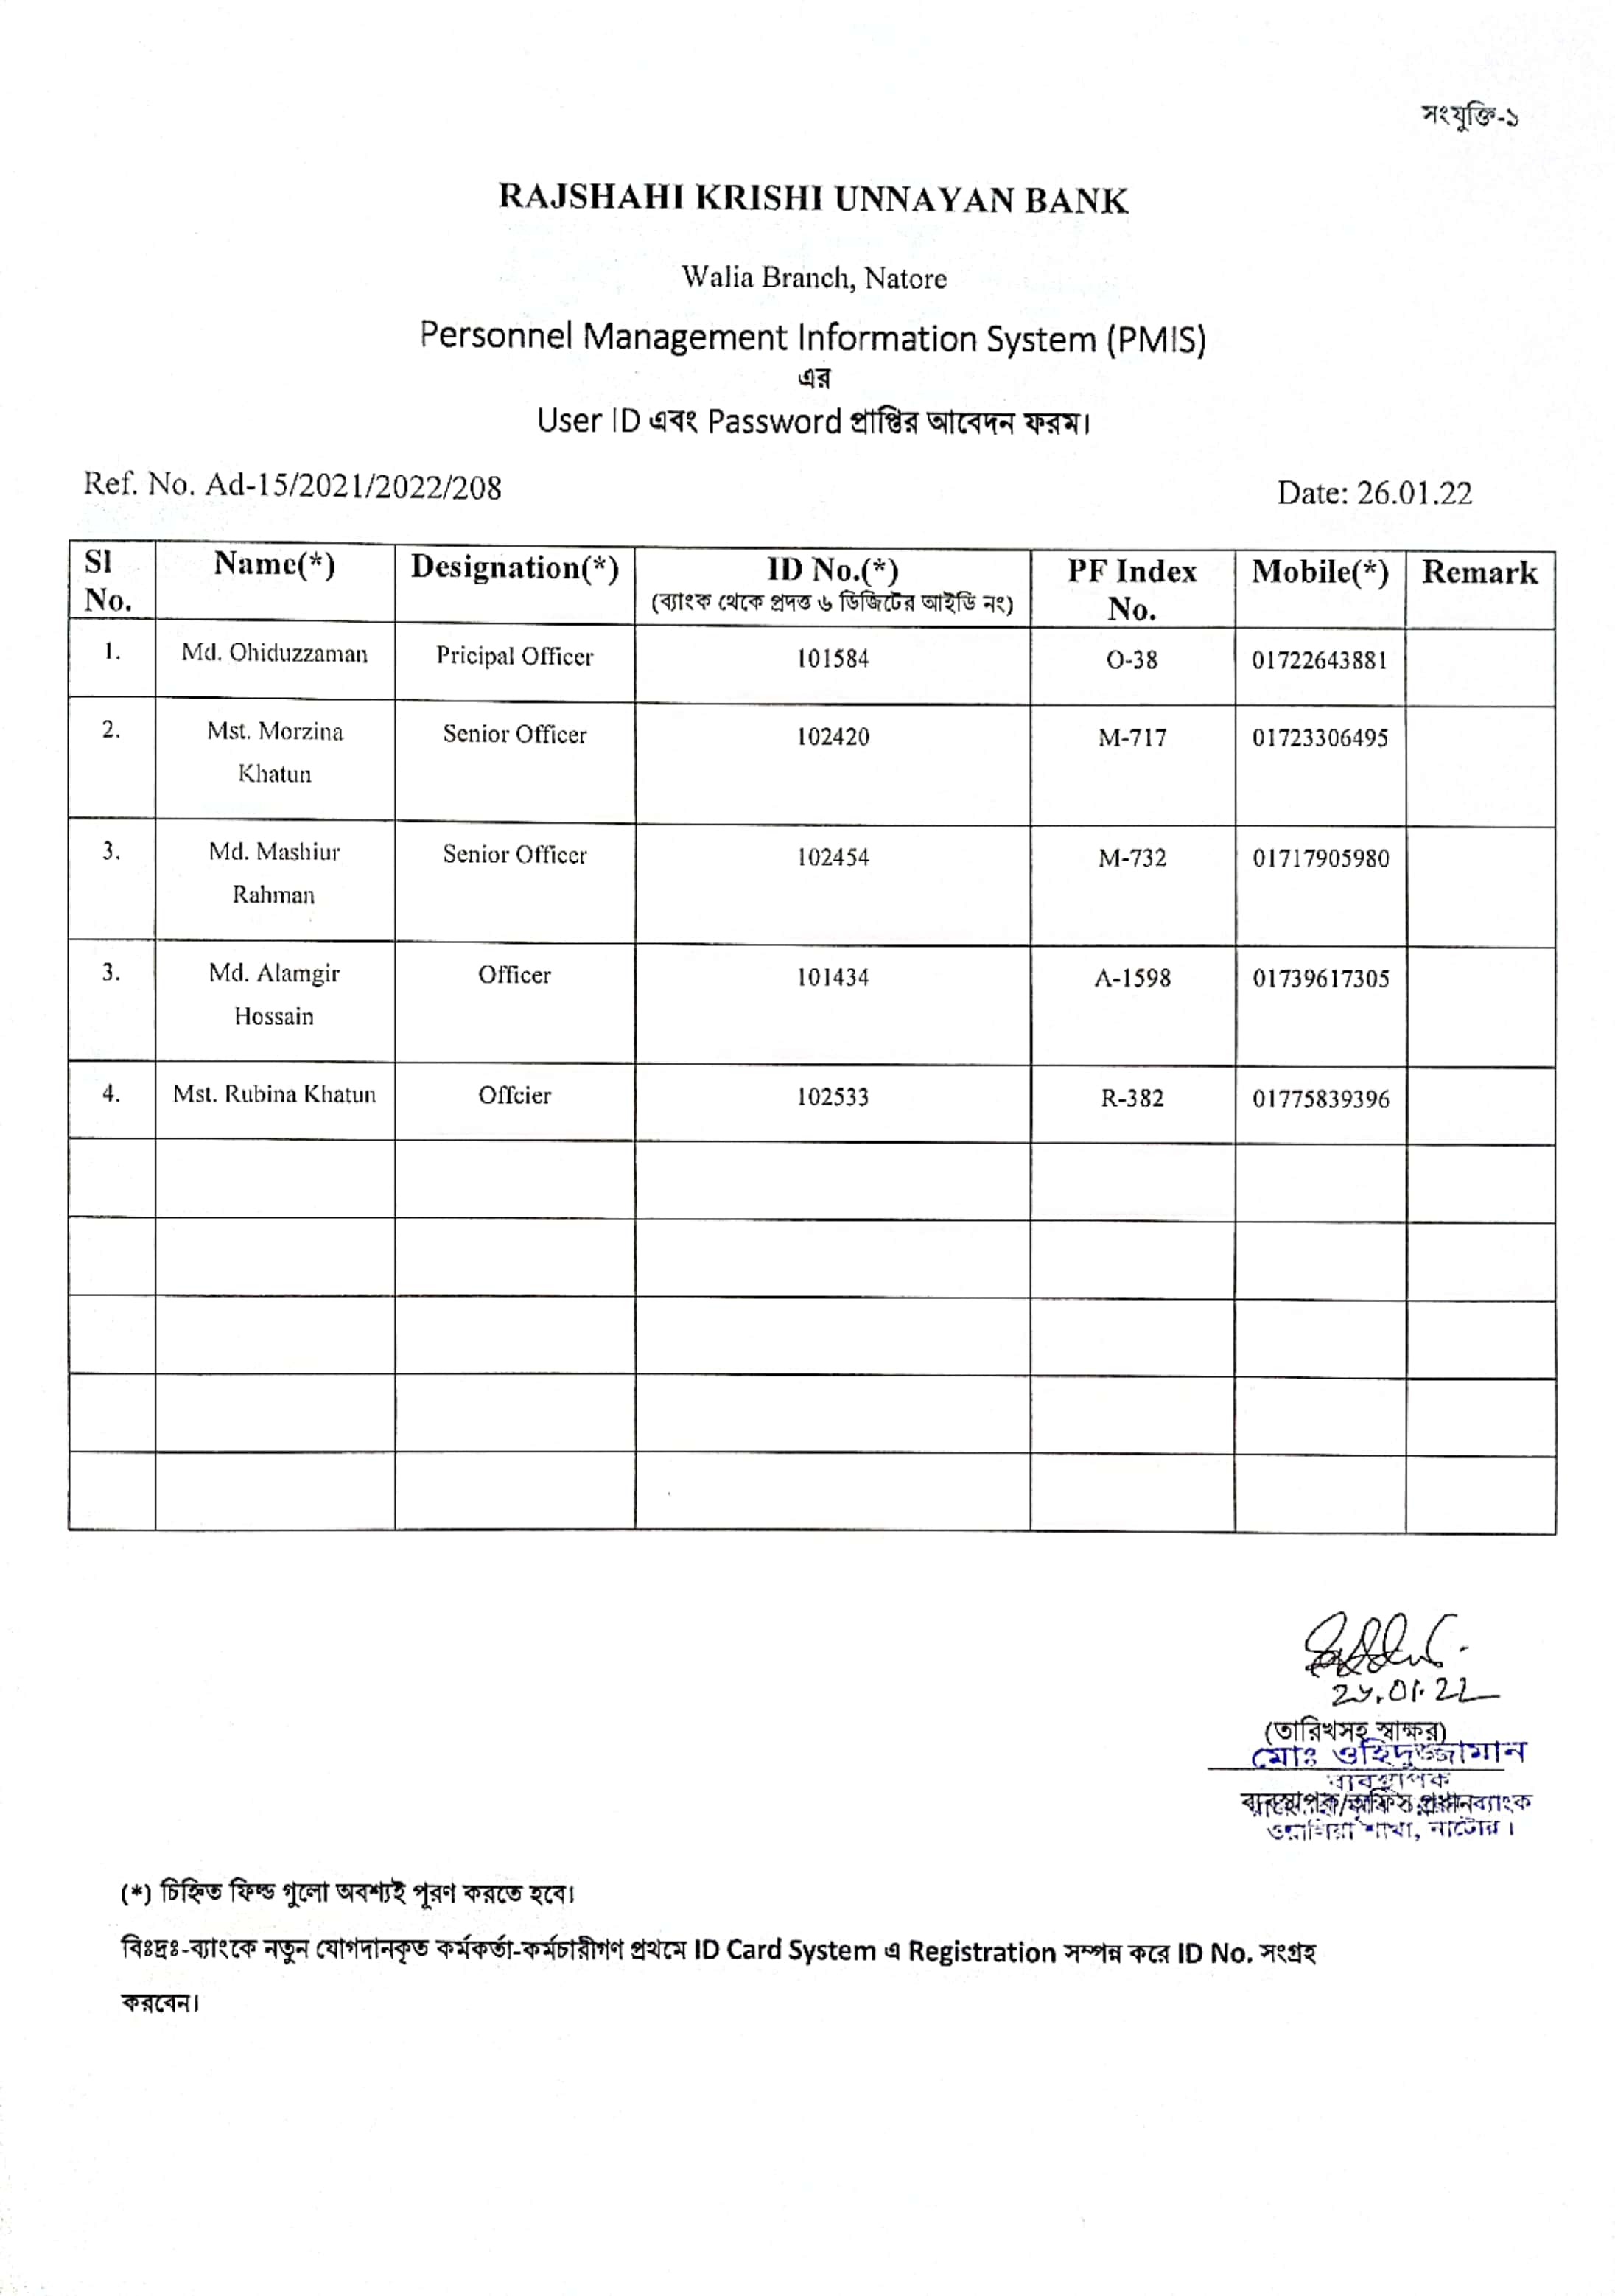 সংযুক্তি-১
RAJSHAHI KRISHI UNNAYAN BANK
Walia Branch, Natore
Personnel Management Information System (PMIS)
এর
User ID এবং Password প্রাপ্তির আবেদন ফরম।
Ref. No. Ad-15/2021/2022/208 Date: 26.01.22
Sl No. Name(*) Designation(*) ID No.(*) (ব্যাংক থেকে প্রদত্ত ৬ ডিজিটের আইডি নং) PF Index No. Mobile(*) Remark
1. Md. Ohiduzzaman Pricipal Officer 101584 O-38 01722643881
2. Mst. Morzina Khatun Senior Officer 102420 M-717 01723306495
3. Md. Mashiur Rahman Senior Officer 102454 M-732 01717905980
3. Md. Alamgir Hossain Officer 101434 A-1598 01739617305
4. Mst. Rubina Khatun Offcier 102533 R-382 01775839396
(তারিখসহ স্বাক্ষর)
মোঃ ওহিদুজ্জামান
ব্যবস্থাপক
ব্যবস্থাপক/অফিস প্রধান
ওয়ালিয়া শাখা, নাটোর।
(*) চিহ্নিত ফিল্ড গুলো অবশ্যই পূরণ করতে হবে।
বিঃদ্রঃ-ব্যাংকে নতুন যোগদানকৃত কর্মকর্তা-কর্মচারীগণ প্রথমে ID Card System এ Registration সম্পন্ন করে ID No. সংগ্রহ
করবেন।